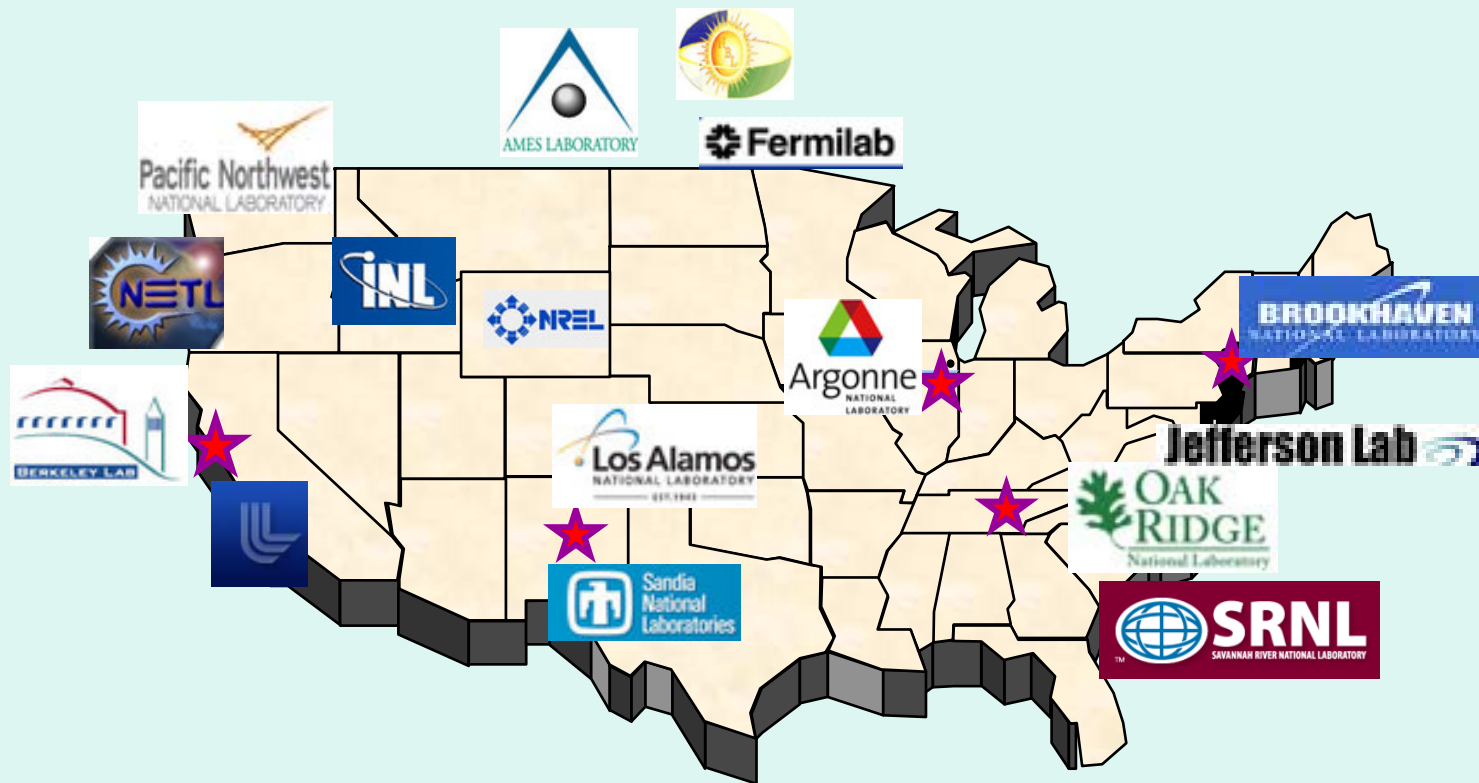 AMES LABORATORY
Fermilab
Pacific Northwest
NATIONAL LABORATORY
NETL
INL
NREL
BROOKHAVEN
NATIONAL LABORATORY
Argonne
NATIONAL
LABORATORY
BERKELEY LAB
Los Alamos
NATIONAL LABORATORY
EST. 1943
Jefferson Lab
OAK
RIDGE
National Laboratory
Sandia
National
Laboratories
SRNL
SAVANNAH RIVER NATIONAL LABORATORY
TM